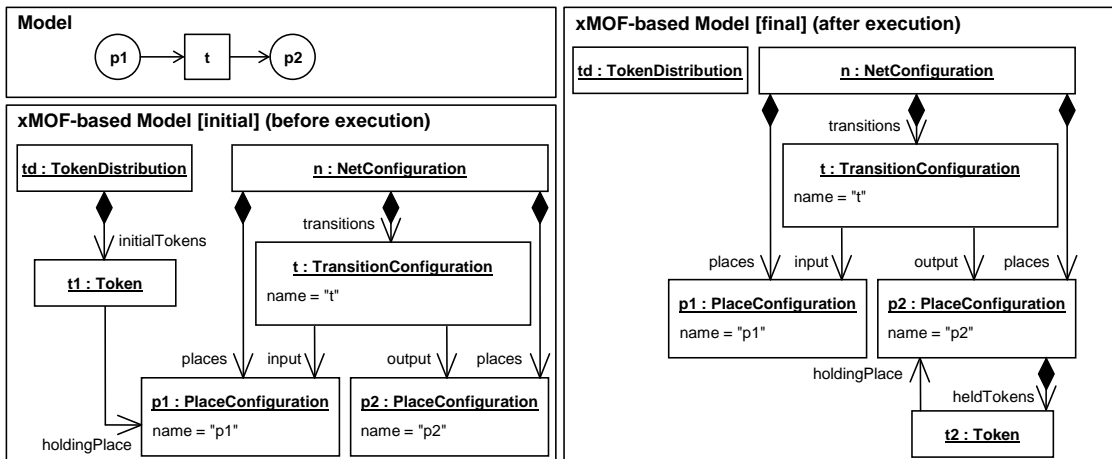 Model
p1
t
p2
xMOF-based Model [initial] (before execution)
td : TokenDistribution
n : NetConfiguration
transitions
initialTokens
t : TransitionConfiguration
name = "t"
t1 : Token
places
input
output
places
p1 : PlaceConfiguration
name = "p1"
p2 : PlaceConfiguration
name = "p2"
holdingPlace
xMOF-based Model [final] (after execution)
td : TokenDistribution
n : NetConfiguration
transitions
t : TransitionConfiguration
name = "t"
places
input
output
places
p1 : PlaceConfiguration
name = "p1"
p2 : PlaceConfiguration
name = "p2"
holdingPlace
heldTokens
t2 : Token